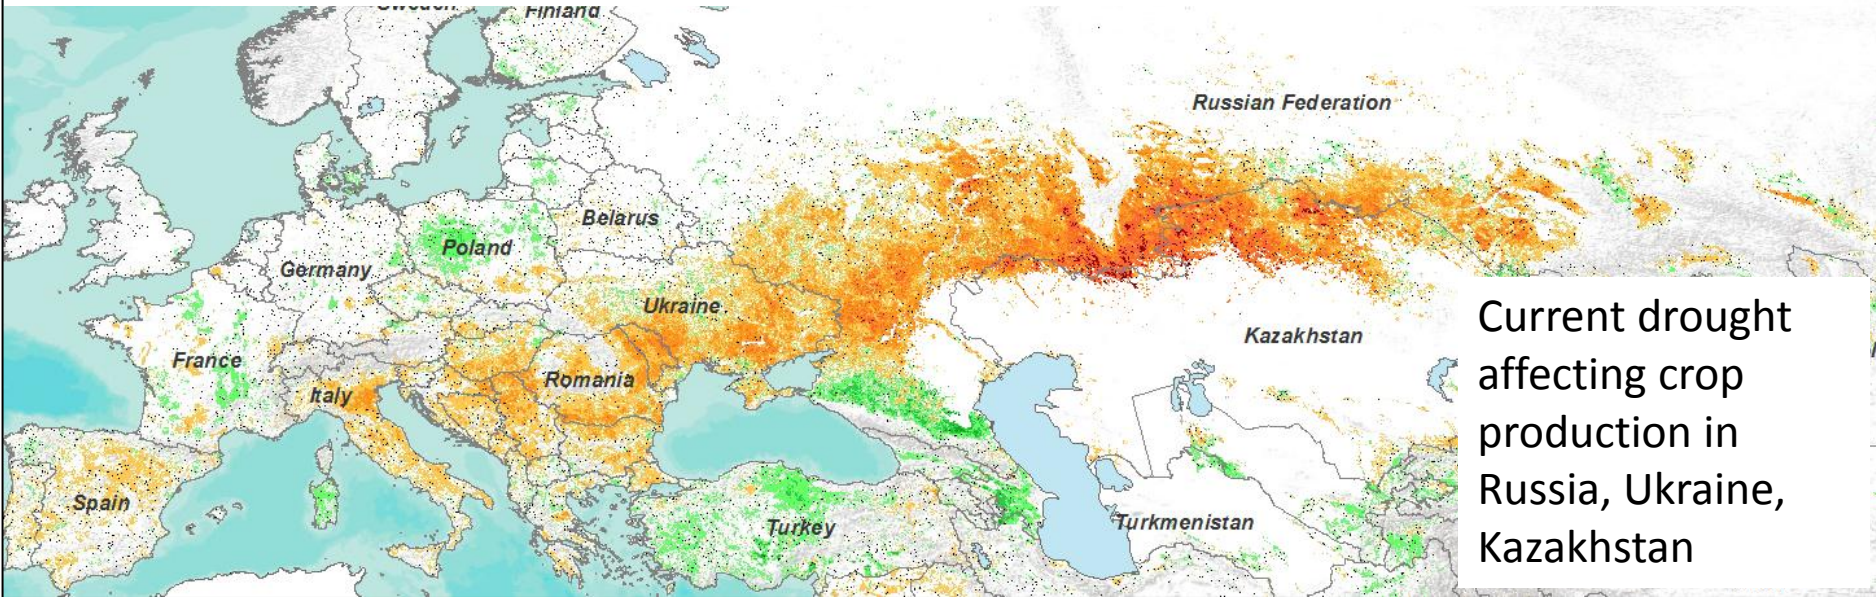 Sweden
Finland
Russian Federation
Belarus
Poland
Germany
Ukraine
Kazakhstan
France
Romania
Italy
Spain
Turkey
Turkmenistan
Current drought
affecting crop
production in
Russia, Ukraine,
Kazakhstan